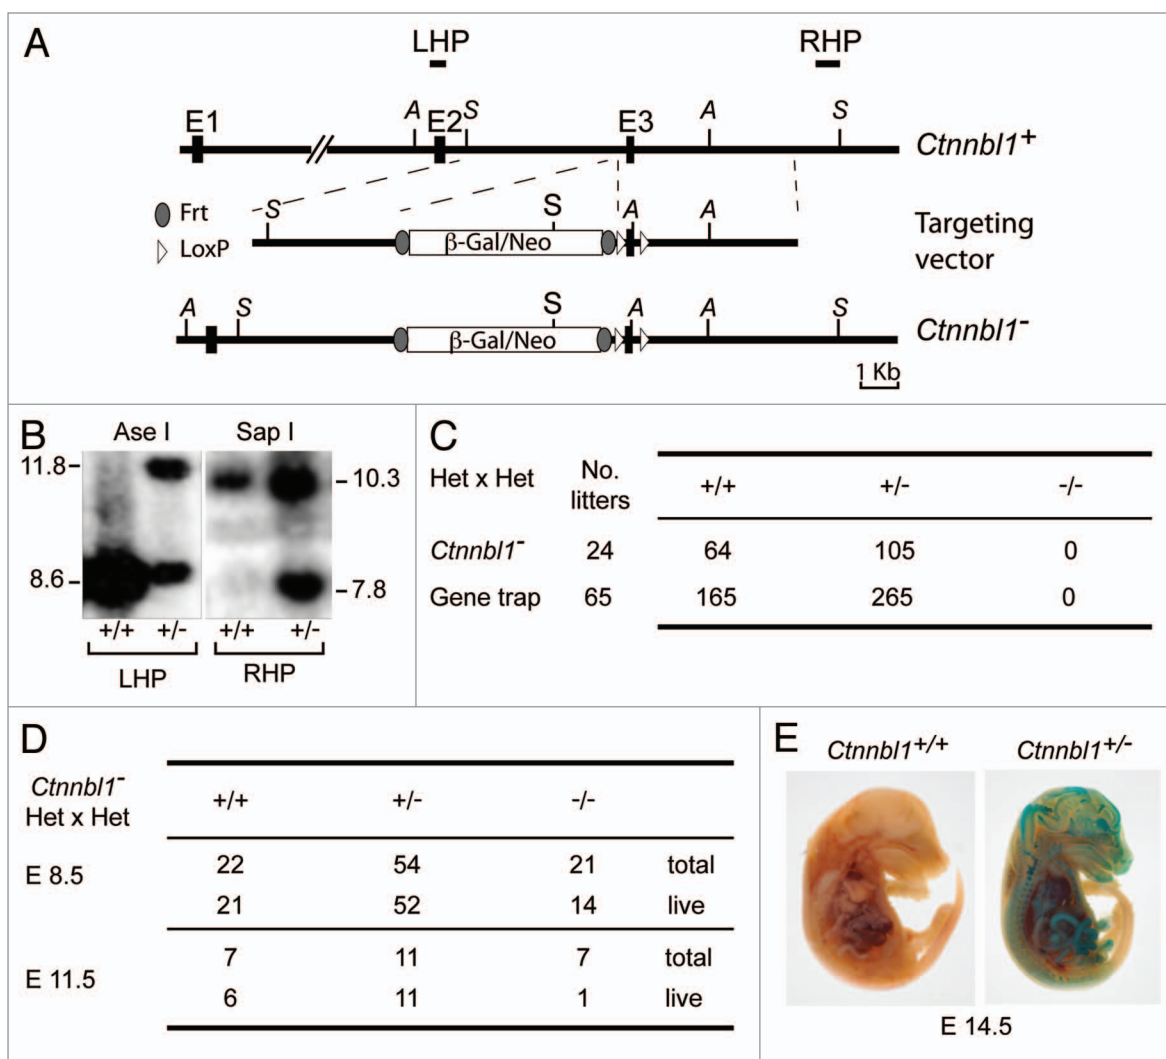 A
LHP RHP
E1 A E2 S E3 A S Ctnnbl1+
Frt
LoxP
S S A A
β-Gal/Neo
Targeting
vector
A S S A A S Ctnnbl1-
β-Gal/Neo
1 Kb
B
Ase I Sap I
11.8 8.6
10.3 7.8
+/+ +/- +/+ +/-
LHP RHP
C
Het x Het No. litters +/+ +/- -/-
Ctnnbl1- 24 64 105 0
Gene trap 65 165 265 0
D
Ctnnbl1-
Het x Het +/+ +/- -/-
E 8.5
22 54 21 total
21 52 14 live
E 11.5
7 11 7 total
6 11 1 live
E
Ctnnbl1+/+ Ctnnbl1+/-
E 14.5